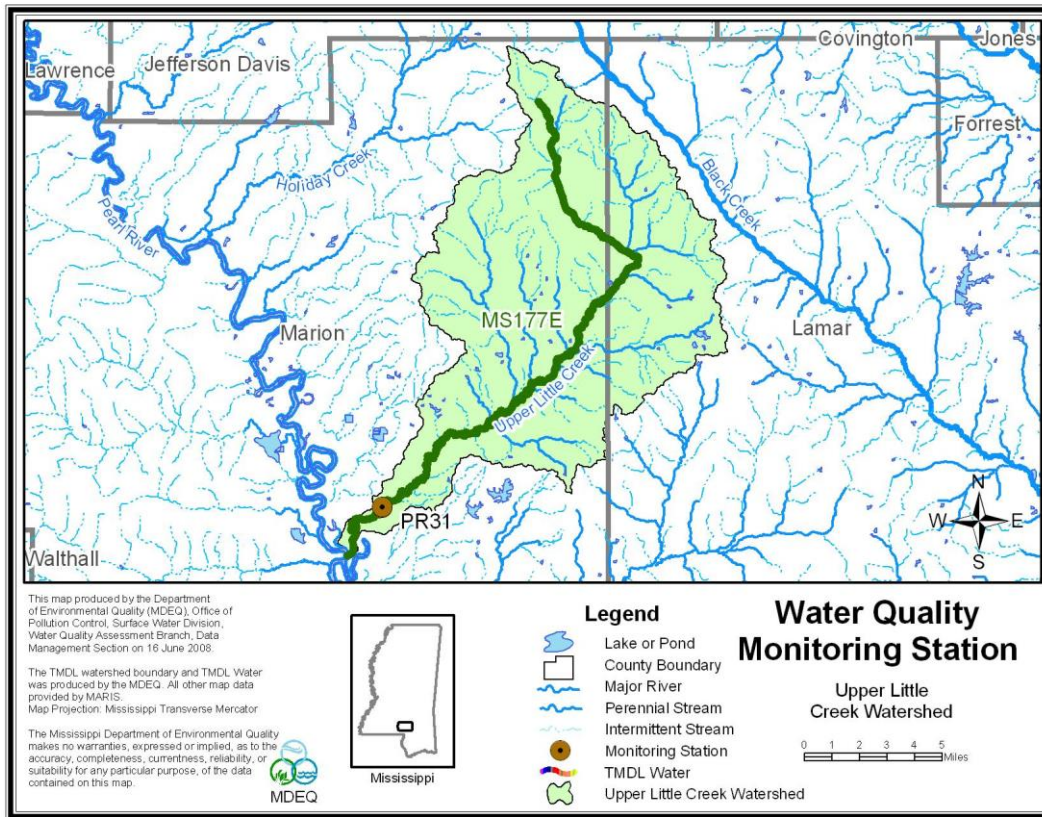 Covington
Jones
Jefferson Davis
Lawrence
Forrest
Black Creek
Holiday Creek
Pearl River
MS177E
Marion
Lamar
Upper Little Creek
N
PR31
W E
S
Walthall
This map produced by the Department
of Environmental Quality (MDEQ), Office of
Pollution Control, Surface Water Division,
Water Quality Assessment Branch, Data
Management Section on 16 June 2008.
The TMDL watershed boundary and TMDL Water
was produced by the MDEQ. All other map data
provided by MARIS.
Map Projection: Mississippi Transverse Mercator
The Mississippi Department of Environmental Quality
makes no warranties, expressed or implied, as to the
accuracy, completeness, currentness, reliability, or
suitability for any particular purpose, of the data
contained on this map.
MDEQ
Mississippi
Legend
Lake or Pond
County Boundary
Major River
Perennial Stream
Intermittent Stream
Monitoring Station
TMDL Water
Upper Little Creek Watershed
Water Quality
Monitoring Station
Upper Little
Creek Watershed
0 1 2 3 4 5
Miles